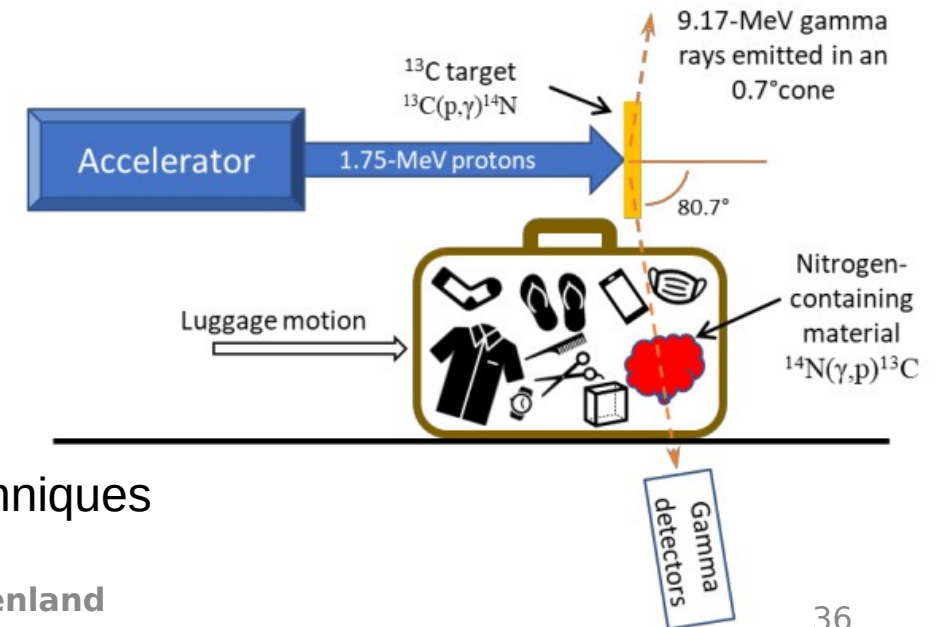 9.17-MeV gamma
rays emitted in an
0.7°cone
¹³C target
¹³C(p,γ)¹⁴N
Accelerator
1.75-MeV protons
80.7°
Nitrogen-
containing
material
¹⁴N(γ,p)¹³C
Luggage motion
Gamma
detectors
hniques
enland
36